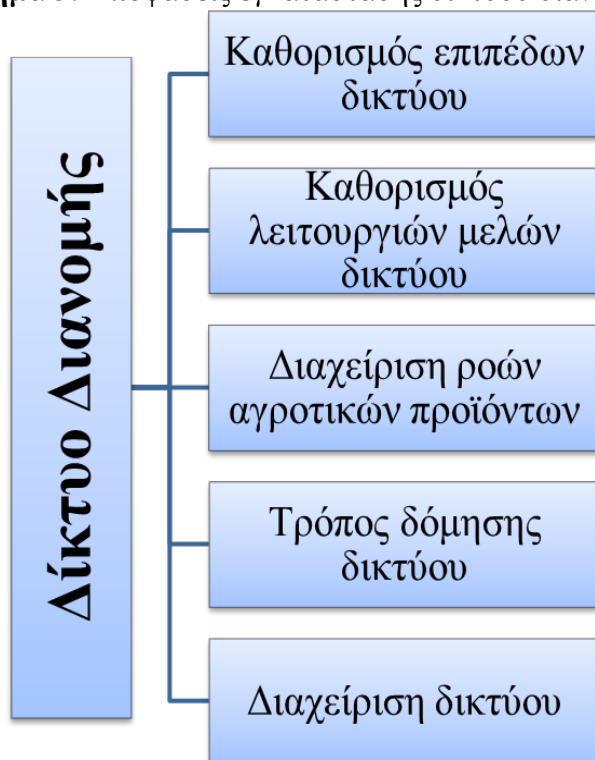 Δίκτυο Διανομής
Καθορισμός επιπέδων
δικτύου
Καθορισμός
λειτουργιών μελών
δικτύου
Διαχείριση ροών
αγροτικών προϊόντων
Τρόπος δόμησης
δικτύου
Διαχείριση δικτύου